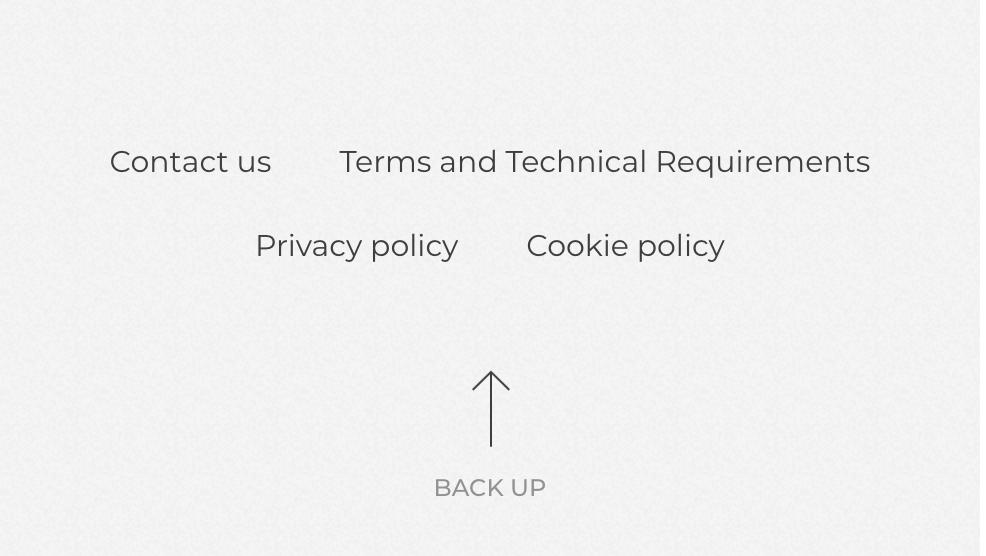 Contact us Terms and Technical Requirements
Privacy policy Cookie policy
BACK UP